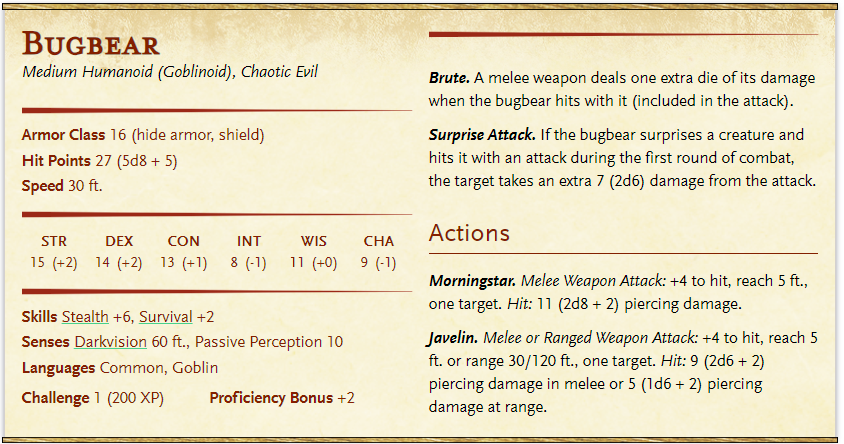 Bugbear
Medium Humanoid (Goblinoid), Chaotic Evil
Armor Class 16 (hide armor, shield)
Hit Points 27 (5d8 + 5)
Speed 30 ft.
STR DEX CON INT WIS CHA
15 (+2) 14 (+2) 13 (+1) 8 (-1) 11 (+0) 9 (-1)
Skills Stealth +6, Survival +2
Senses Darkvision 60 ft., Passive Perception 10
Languages Common, Goblin
Challenge 1 (200 XP) Proficiency Bonus +2
Brute. A melee weapon deals one extra die of its damage
when the bugbear hits with it (included in the attack).
Surprise Attack. If the bugbear surprises a creature and
hits it with an attack during the first round of combat,
the target takes an extra 7 (2d6) damage from the attack.
Actions
Morningstar. Melee Weapon Attack: +4 to hit, reach 5 ft.,
one target. Hit: 11 (2d8 + 2) piercing damage.
Javelin. Melee or Ranged Weapon Attack: +4 to hit, reach 5
ft. or range 30/120 ft., one target. Hit: 9 (2d6 + 2)
piercing damage in melee or 5 (1d6 + 2) piercing
damage at range.